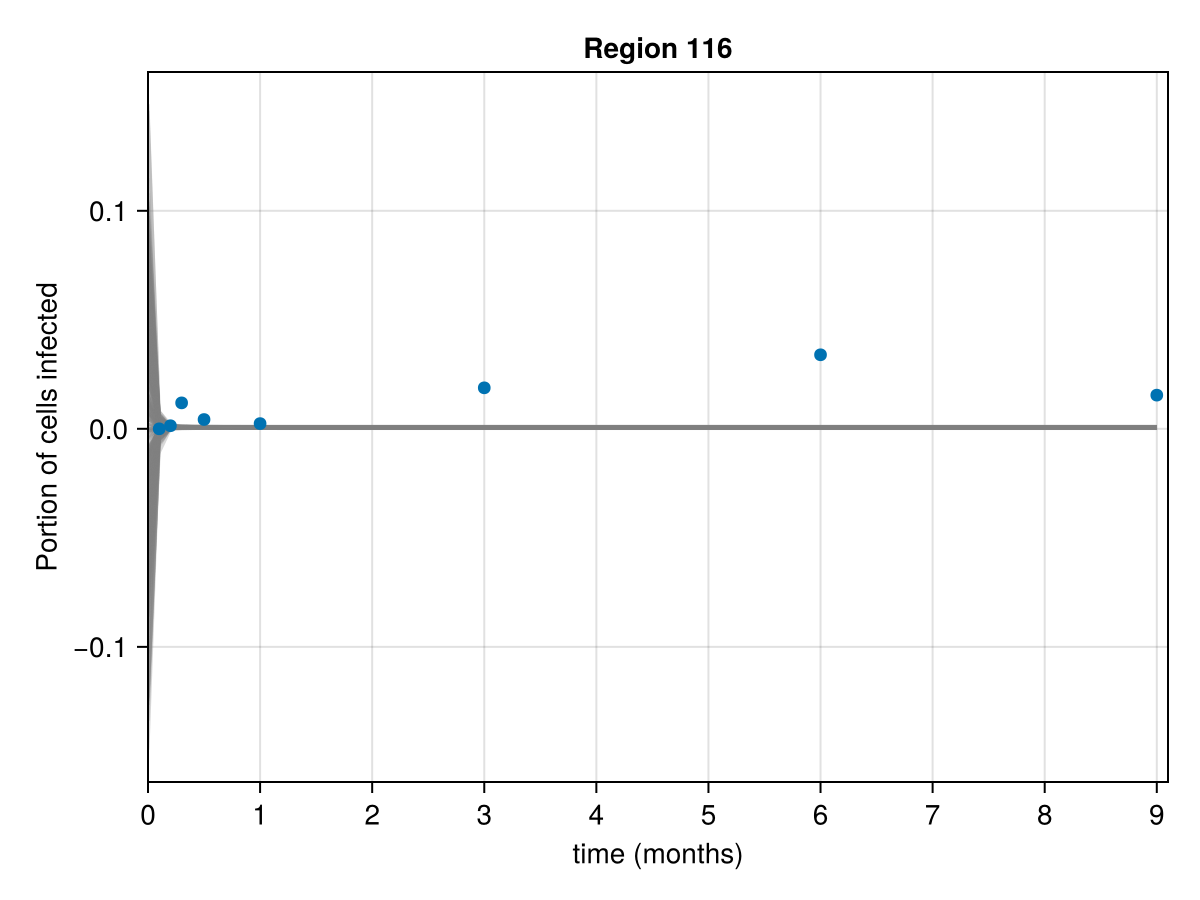 Region 116
Portion of cells infected
0.1
0.0
−0.1
0 1 2 3 4 5 6 7 8 9
time (months)